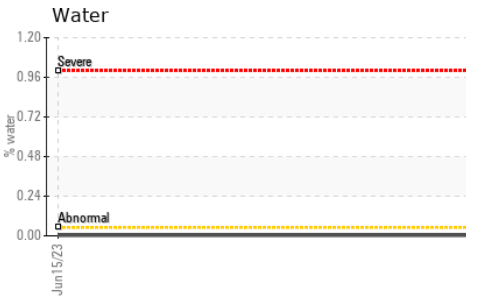 Water
1.20
Severe
0.96
0.72
% water
0.48
0.24
Abnormal
0.00
Jun15/23